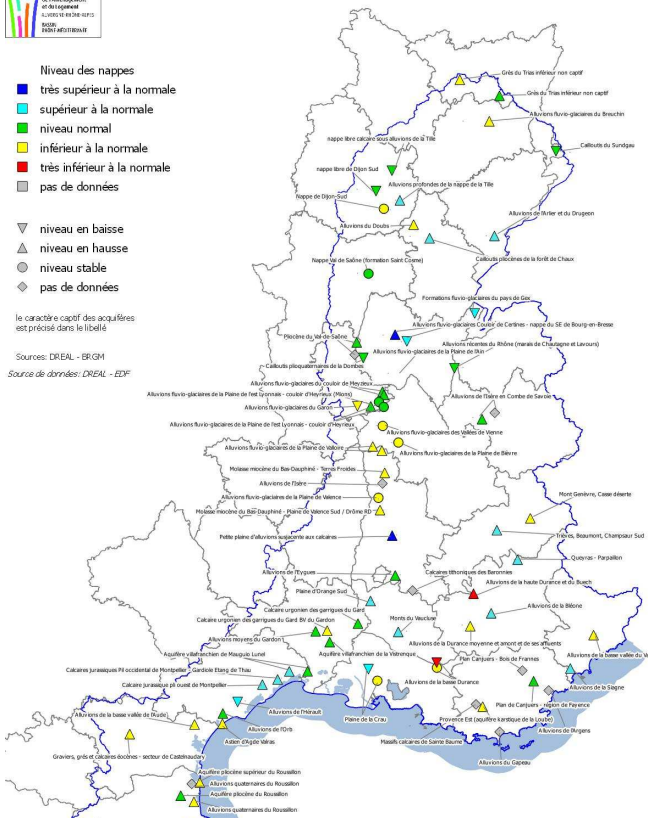 et du Logement
AUVERGNE-RHÔNE-ALPES
BASSIN
RHÔNE-MÉDITERRANÉE
Niveau des nappes
très supérieur à la normale
supérieur à la normale
niveau normal
inférieur à la normale
très inférieur à la normale
pas de données
niveau en baisse
niveau en hausse
niveau stable
pas de données
le caractère captif des acquifères
est précisé dans le libellé
Sources: DREAL - BRGM
Source de données: DREAL - EDF
Grès du Trias inférieur non captif
Grès du Trias inférieur non captif
Alluvions fluvio-glaciaires du Breuchin
nappe libre calcaire sous alluvions de la Tille
Cailloutis du Sundgau
nappe libre de Dijon Sud
Alluvions profondes de la nappe de la Tille
Nappe de Dijon-Sud
Alluvions de l'Arlier et du Drugeon
Alluvions du Doubs
Cailloutis pliocènes de la forêt de Chaux
Nappe Val de Saône (formation Saint Cosme)
Formations fluvio-glaciaires du pays de Gex
Alluvions fluvio-glaciaires Couloir de Certines - nappe du SE de Bourg-en-Bresse
Pliocène du Val-de-Saône
Alluvions récentes du Rhône (marais de Chautagne et Lavours)
Alluvions fluvio-glaciaires de la Plaine de l'Ain
Cailloutis plioquaternaires de la Dombes
Alluvions fluvio-glaciaires du couloir de Meyzieux
Alluvions fluvio-glaciaires de la Plaine de l'est Lyonnais - couloir d'Heyrieux (Mions)
Alluvions de l'Isère en Combe de Savoie
Alluvions fluvio-glaciaires du Garon
Alluvions fluvio-glaciaires de la Plaine de l'est Lyonnais - couloir d'Heyrieux
Alluvions fluvio-glaciaires des Vallées de Vienne
Alluvions fluvio-glaciaires de la Plaine de Valloire
Alluvions fluvio-glaciaires de la Plaine de Bièvre
Molasse miocène du Bas-Dauphiné - Terres Froides
Alluvions de l'Isère
Alluvions fluvio-glaciaires de la Plaine de Valence
Mont Genèvre, Casse déserte
Molasse miocène du Bas-Dauphiné - Plaine de Valence Sud / Drôme RD
Petite plaine d'alluvions susjacente aux calcaires
Trièves, Beaumont, Champsaur Sud
Queyras - Parpaillon
Alluvions de l'Eygues
Calcaires tithoniques des Baronnies
Alluvions de la haute Durance et du Buech
Plaine d'Orange Sud
Calcaire urgonien des garrigues du Gard
Alluvions de la Bléone
Calcaire urgonien des garrigues du Gard BV du Gardon
Monts du Vaucluse
Alluvions moyens du Gardon
Alluvions de la Durance moyenne et amont et de ses affluents
Aquifère villafranchien de la Vistrenque
Aquifère villafranchien de Mauguio Lunel
Plan Canjuers - Bois de Frannes
Alluvions de la basse vallée du Va
Calcaires jurassiques Pli occidental de Montpellier - Gardiole Etang de Thau
Alluvions de la basse Durance
Calcaire jurassique pli ouest de Montpellier
Alluvions de la Siagne
Plan de Canjuers - région de Fayence
Alluvions de l'Hérault
Alluvions de la basse vallée de l'Aude
Plaine de la Crau
Provence Est (aquifère karstique de la Loube)
Alluvions de l'Argens
Alluvions de l'Orb
Astien d'Agde Valras
Massifs calcaires de Sainte Baume
Graviers, grés et calcaires éocènes - secteur de Castelnaudary
Alluvions du Gapeau
Aquifère pliocène supérieur du Roussillon
Alluvions quaternaires du Roussillon
Aquifère pliocène du Roussillon
Alluvions quaternaires du Roussillon